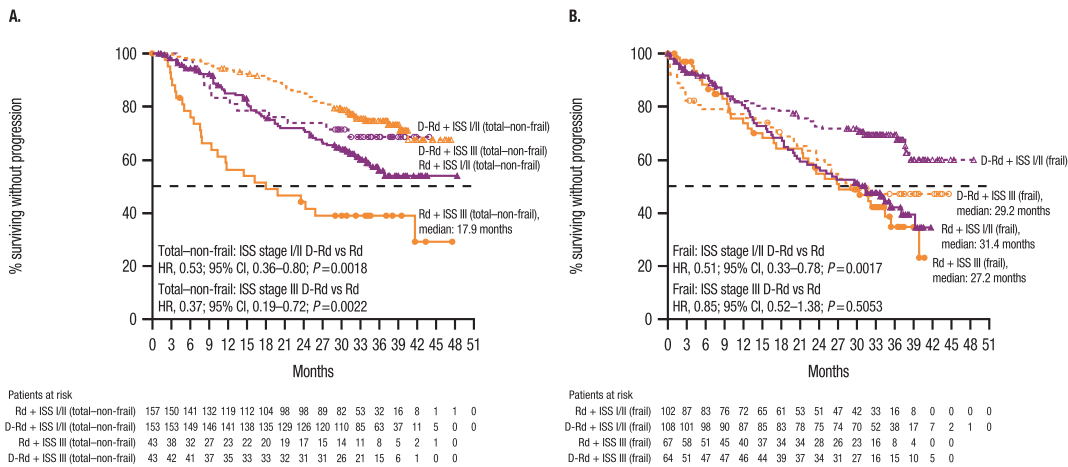 A.
% surviving without progression
100
80
60
40
20
0
D-Rd + ISS I/II (total–non-frail)
D-Rd + ISS III (total–non-frail)
Rd + ISS I/II (total–non-frail)
Rd + ISS III (total–non-frail),
median: 17.9 months
Total–non-frail: ISS stage I/II D-Rd vs Rd
HR, 0.53; 95% CI, 0.36–0.80; P=0.0018
Total–non-frail: ISS stage III D-Rd vs Rd
HR, 0.37; 95% CI, 0.19–0.72; P=0.0022
0 3 6 9 12 15 18 21 24 27 30 33 36 39 42 45 48 51
Months
Patients at risk
Rd + ISS I/II (total–non-frail) 157 150 141 132 119 112 104 98 98 89 82 53 32 16 8 1 1 0
D-Rd + ISS I/II (total–non-frail) 153 153 149 146 141 138 135 129 126 120 110 85 63 37 11 5 0 0
Rd + ISS III (total–non-frail) 43 38 32 27 23 22 20 19 17 15 14 11 8 5 2 1 0
D-Rd + ISS III (total–non-frail) 43 42 41 37 35 33 33 32 31 31 26 21 15 6 1 0 0
B.
% surviving without progression
100
80
60
40
20
0
D-Rd + ISS I/II (frail)
D-Rd + ISS III (frail),
median: 29.2 months
Rd + ISS I/II (frail),
median: 31.4 months
Rd + ISS III (frail),
median: 27.2 months
Frail: ISS stage I/II D-Rd vs Rd
HR, 0.51; 95% CI, 0.33–0.78; P=0.0017
Frail: ISS stage III D-Rd vs Rd
HR, 0.85; 95% CI, 0.52–1.38; P=0.5053
0 3 6 9 12 15 18 21 24 27 30 33 36 39 42 45 48 51
Months
Patients at risk
Rd + ISS I/II (frail) 102 87 83 76 72 65 61 53 51 47 42 33 16 8 0 0 0
D-Rd + ISS I/II (frail) 108 101 98 90 87 85 83 78 75 74 70 52 38 17 7 2 1 0
Rd + ISS III (frail) 67 58 51 45 40 37 34 34 28 26 23 16 8 4 0 0
D-Rd + ISS III (frail) 64 51 47 47 46 44 39 37 34 31 27 16 15 10 5 0